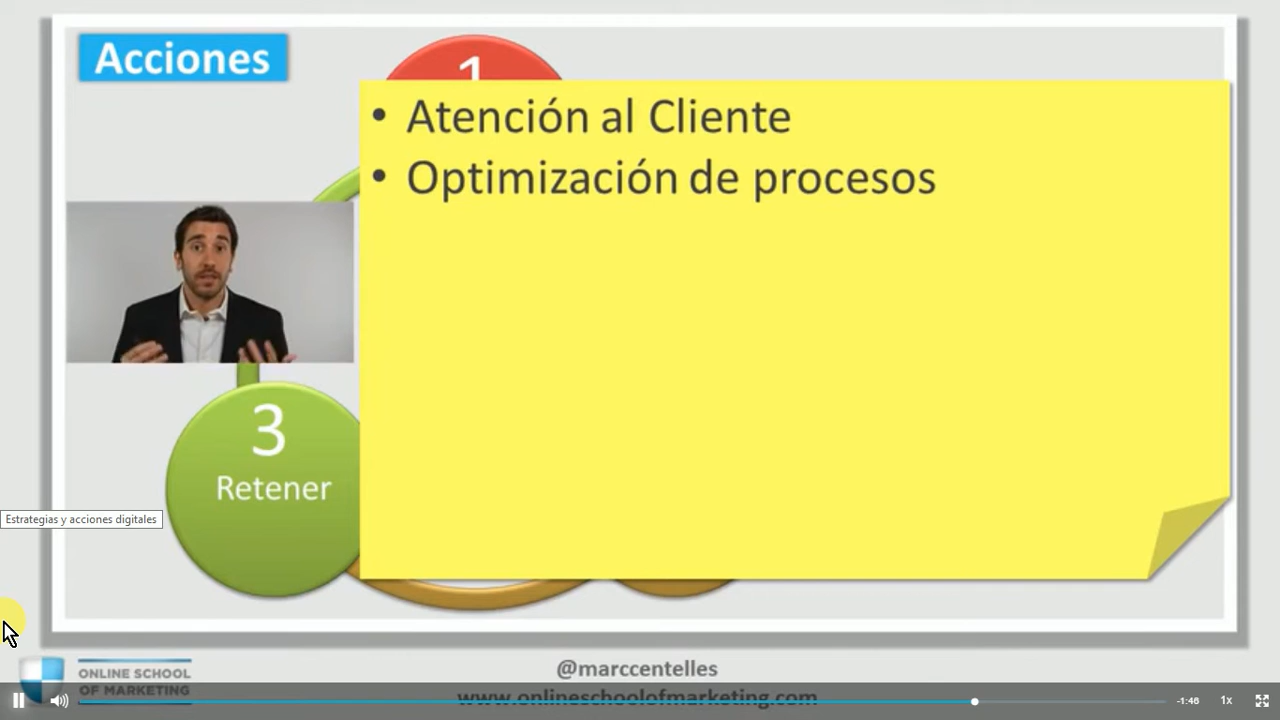 Acciones
1
• Atención al Cliente
• Optimización de procesos
3
Retener
Estrategias y acciones digitales
ONLINE SCHOOL
OF MARKETING
@marccentelles
www.onlineschoolofmarketing.com
-1:46
1x